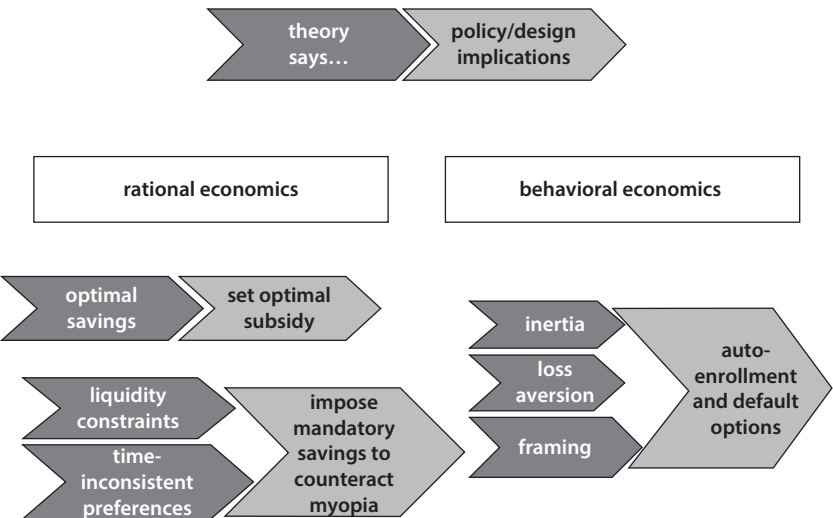 theory
says…
policy/design
implications
rational economics
behavioral economics
optimal
savings
set optimal
subsidy
liquidity
constraints
time-
inconsistent
preferences
impose
mandatory
savings to
counteract
myopia
inertia
loss
aversion
framing
auto-
enrollment
and default
options